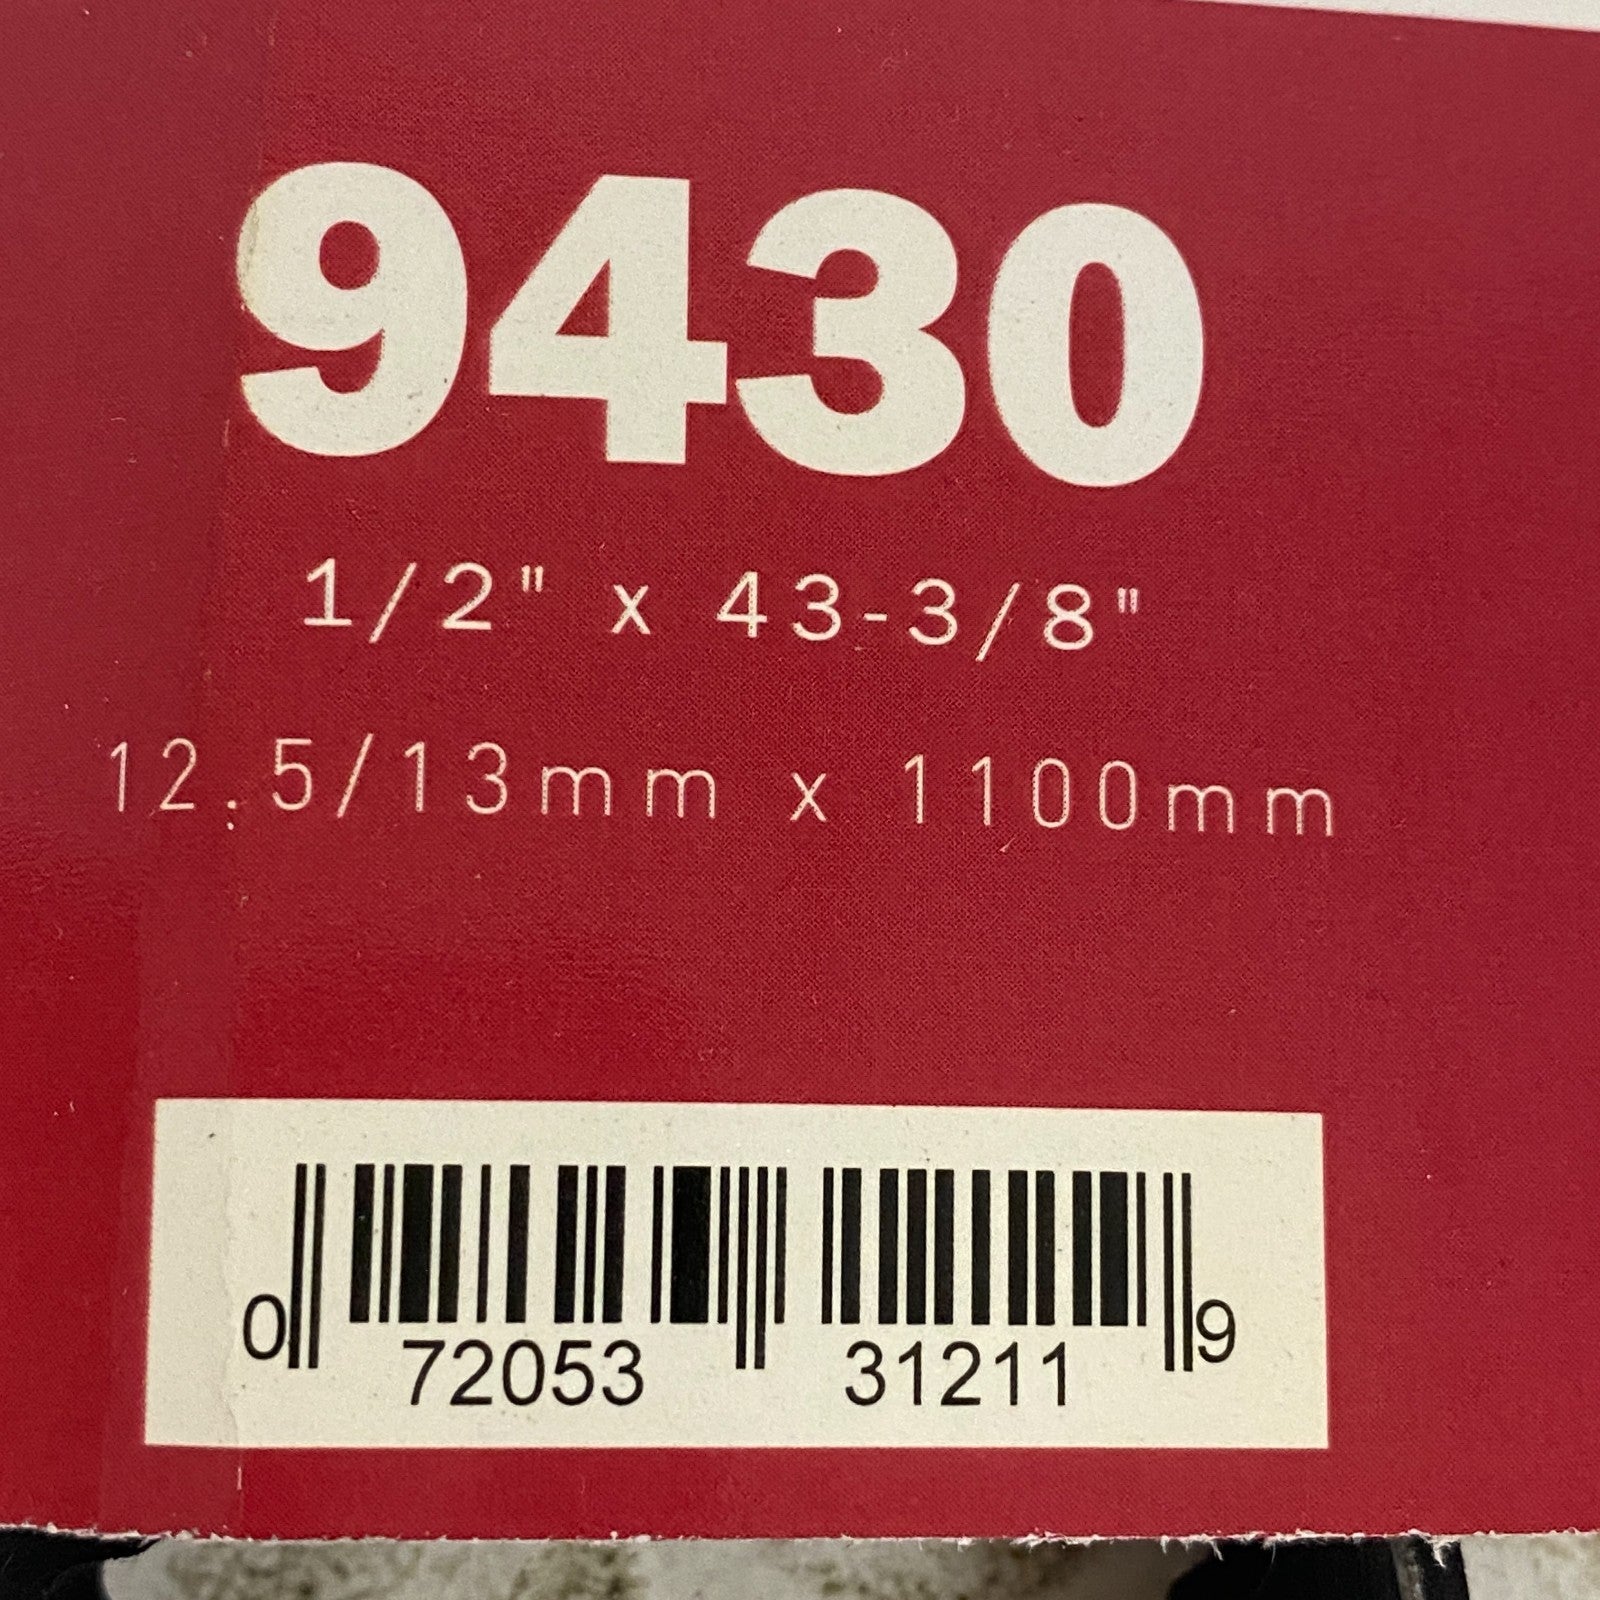 9430
1/2" x 43-3/8"
12.5/13mm x 1100mm
0 72053 31211 9